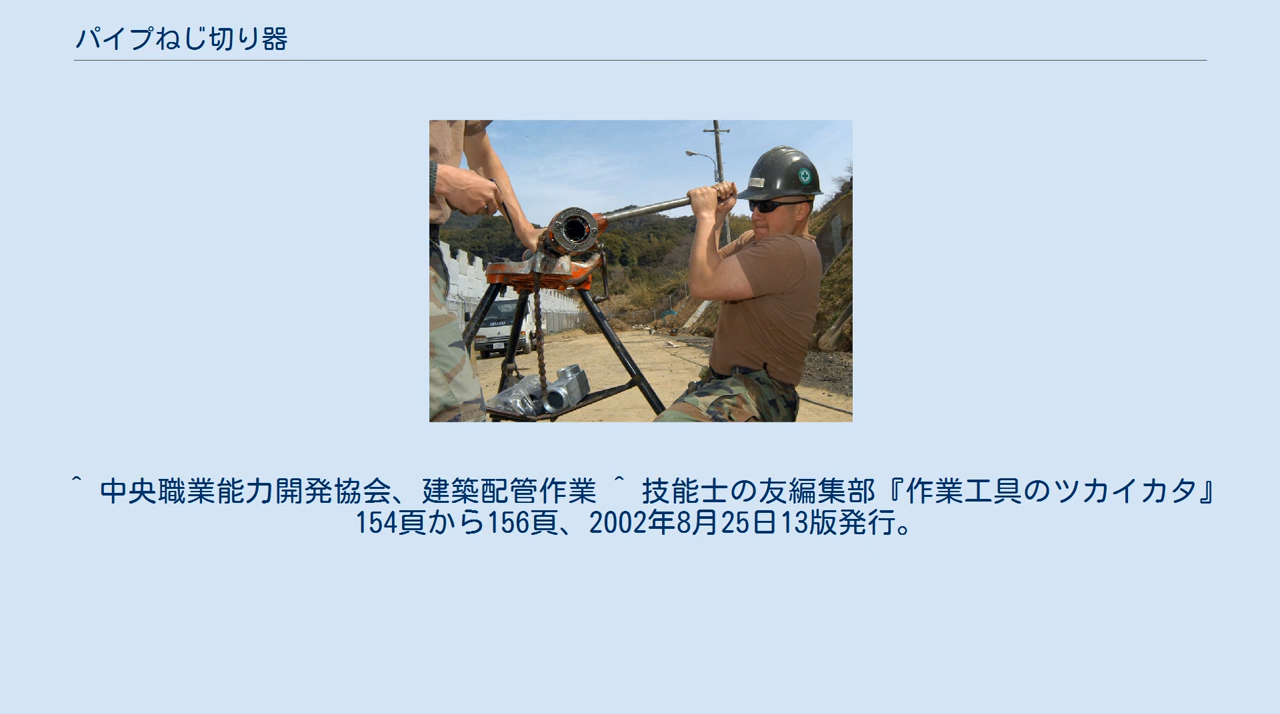 パイプねじ切り器
ISUZU
^ 中央職業能力開発協会、建築配管作業 ^ 技能士の友編集部『作業工具のツカイカタ』
154頁から156頁、2002年8月25日13版発行。